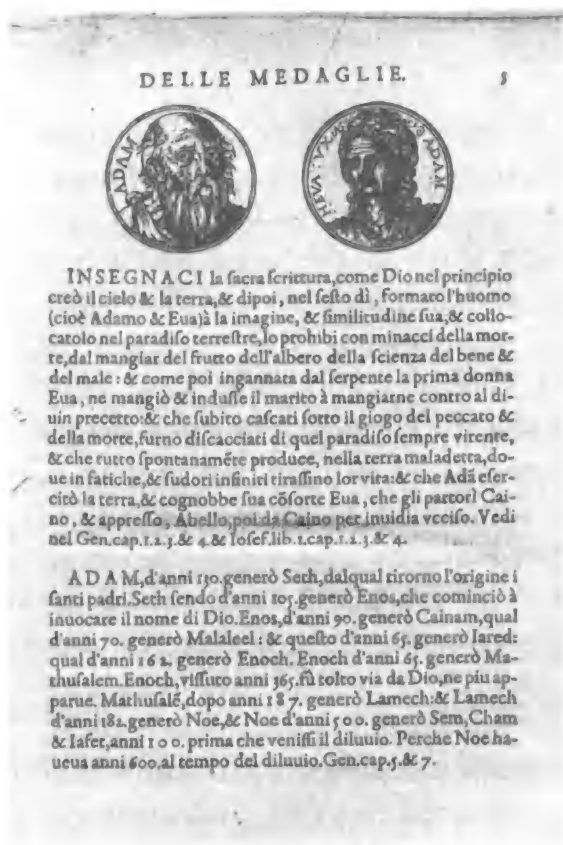 DELLE MEDAGLIE. 5
ADAM
HEVA: VX ADAM
INSEGNACI la sacra scrittura,come Dio nel principio
creò il cielo & la terra,& dipoi, nel sesto dì, formato l'huomo
(cioè Adamo & Eua)à la imagine, & similitudine sua,& collo-
catolo nel paradiso terrestre,lo prohibì con minacci della mor-
te,dal mangiar del frutto dell'albero della scienza del bene &
del male: & come poi ingannata dal serpente la prima donna
Eua, ne mangiò & indusse il marito à mangiarne contro al di-
uin precetto:& che subito cascati sotto il giogo del peccato &
della morte,furno discacciati di quel paradiso sempre virente,
& che tutto spontanamẽte produce, nella terra maladetta,do-
ue in fatiche,& sudori infiniti tirassino lor vita:& che Adã eser-
citò la terra,& cognobbe sua cõsorte Eua, che gli partorì Cai-
no, & appresso, Abello,poi da Caino per inuidia vcciso. Vedi
nel Gen.cap.1.2.3.& 4.& Iosef.lib.1.cap.1.2.3.& 4.
ADAM,d'anni 130.generò Seth,dalqual tirorno l'origine i
santi padri.Seth sendo d'anni 105.generò Enos,che cominciò à
inuocare il nome di Dio.Enos,d'anni 90. generò Cainam,qual
d'anni 70. generò Malaleel: & questo d'anni 65. generò Iared:
qual d'anni 162. generò Enoch. Enoch d'anni 65. generò Ma-
thusalem.Enoch,vissuto anni 365.fù tolto via da Dio,ne piu ap-
parue. Mathusalẽ,dopo anni 187. generò Lamech:& Lamech
d'anni 182.generò Noe,& Noe d'anni 500. generò Sem,Cham
& Iafet,anni 100. prima che venissi il diluuio. Perche Noe ha-
ueua anni 600.al tempo del diluuio.Gen.cap.5.& 7.